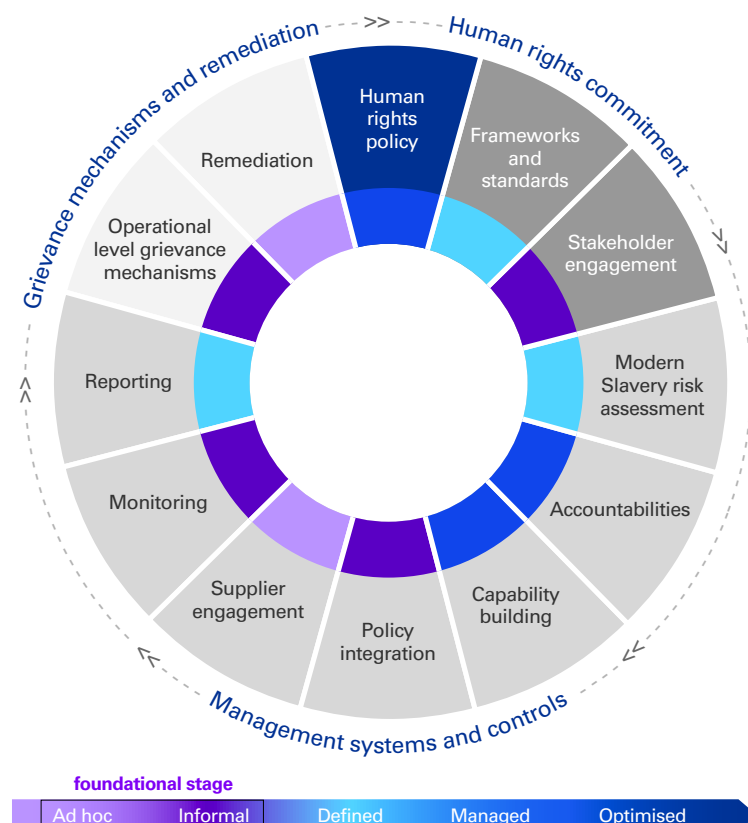 Grievance mechanisms and remediation
>>
Human rights commitment
>>
Human
rights
policy
Frameworks
and
standards
Stakeholder
engagement
Modern
Slavery risk
assessment
Accountabilities
Capability
building
Policy
integration
Supplier
engagement
Monitoring
Reporting
Operational
level grievance
mechanisms
Remediation
>>
>>
>>
Management systems and controls
foundational stage
Ad hoc Informal Defined Managed Optimised